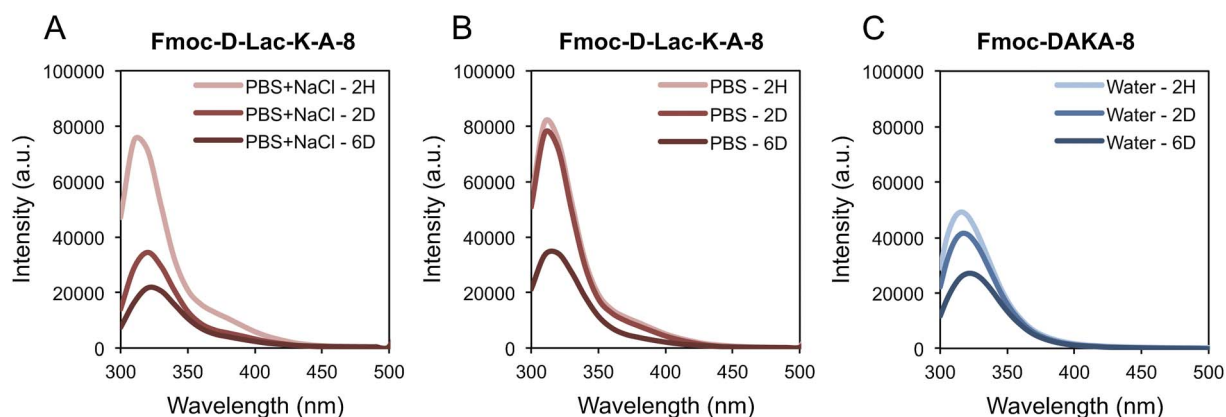 A
Fmoc-D-Lac-K-A-8
PBS+NaCl - 2H
PBS+NaCl - 2D
PBS+NaCl - 6D
Intensity (a.u.)
100000
80000
60000
40000
20000
0
300
350
400
450
500
Wavelength (nm)
B
Fmoc-D-Lac-K-A-8
PBS - 2H
PBS - 2D
PBS - 6D
Intensity (a.u.)
100000
80000
60000
40000
20000
0
300
350
400
450
500
Wavelength (nm)
C
Fmoc-DAKA-8
Water - 2H
Water - 2D
Water - 6D
Intensity (a.u.)
100000
80000
60000
40000
20000
0
300
350
400
450
500
Wavelength (nm)